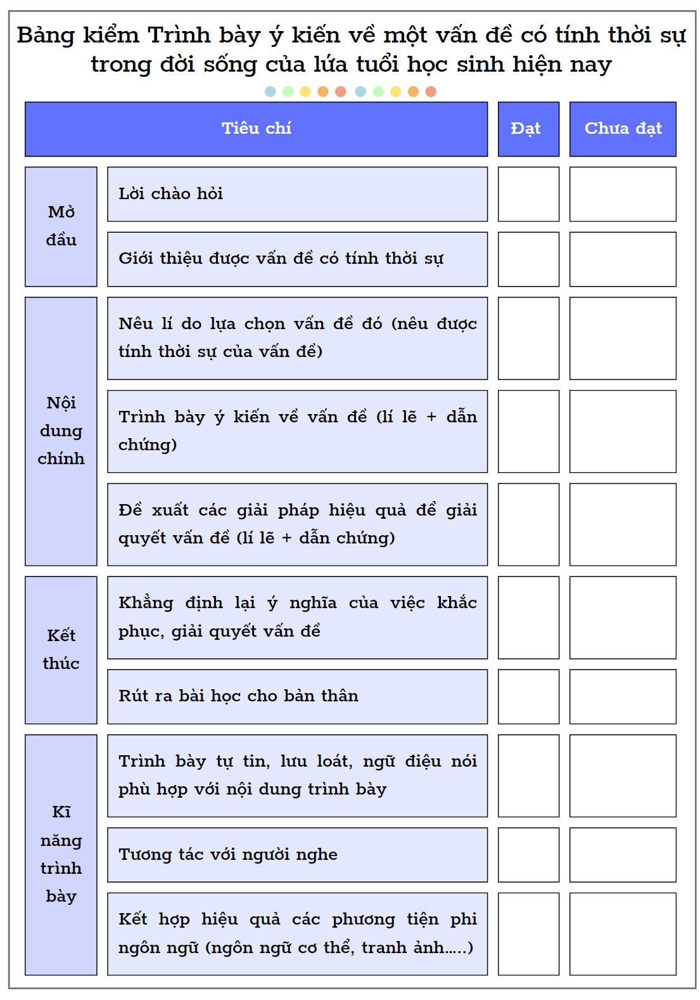 Bảng kiểm Trình bày ý kiến về một vấn đề có tính thời sự
trong đời sống của lứa tuổi học sinh hiện nay
Tiêu chí
Đạt
Chưa đạt
Mở
đầu
Lời chào hỏi
Giới thiệu được vấn đề có tính thời sự
Nội
dung
chính
Nêu lí do lựa chọn vấn đề đó (nêu được
tính thời sự của vấn đề)
Trình bày ý kiến về vấn đề (lí lẽ + dẫn
chứng)
Đề xuất các giải pháp hiệu quả để giải
quyết vấn đề (lí lẽ + dẫn chứng)
Kết
thúc
Khẳng định lại ý nghĩa của việc khắc
phục, giải quyết vấn đề
Rút ra bài học cho bản thân
Kĩ
năng
trình
bày
Trình bày tự tin, lưu loát, ngữ điệu nói
phù hợp với nội dung trình bày
Tương tác với người nghe
Kết hợp hiệu quả các phương tiện phi
ngôn ngữ (ngôn ngữ cơ thể, tranh ảnh…..)